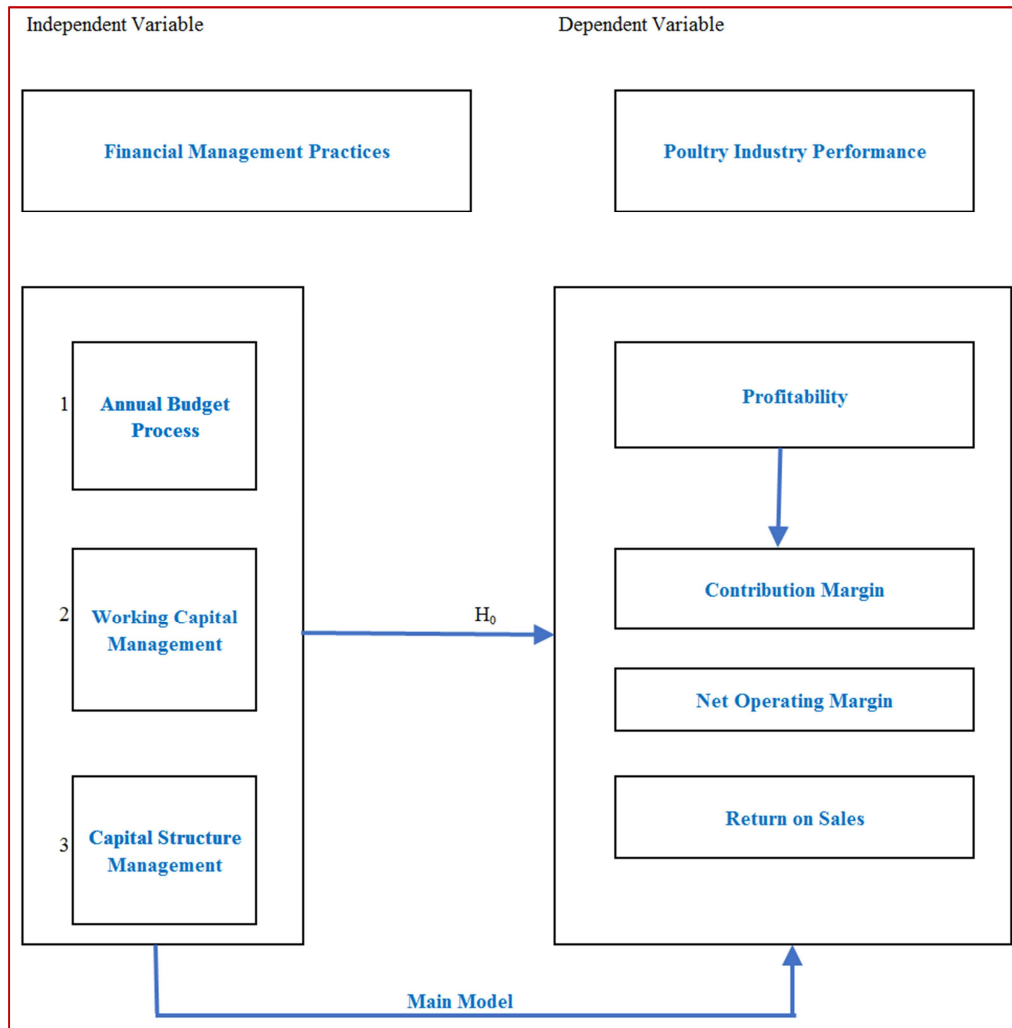 Independent Variable
Dependent Variable
Financial Management Practices
Poultry Industry Performance
1
Annual Budget
Process
2
Working Capital
Management
3
Capital Structure
Management
H₀
Profitability
Contribution Margin
Net Operating Margin
Return on Sales
Main Model